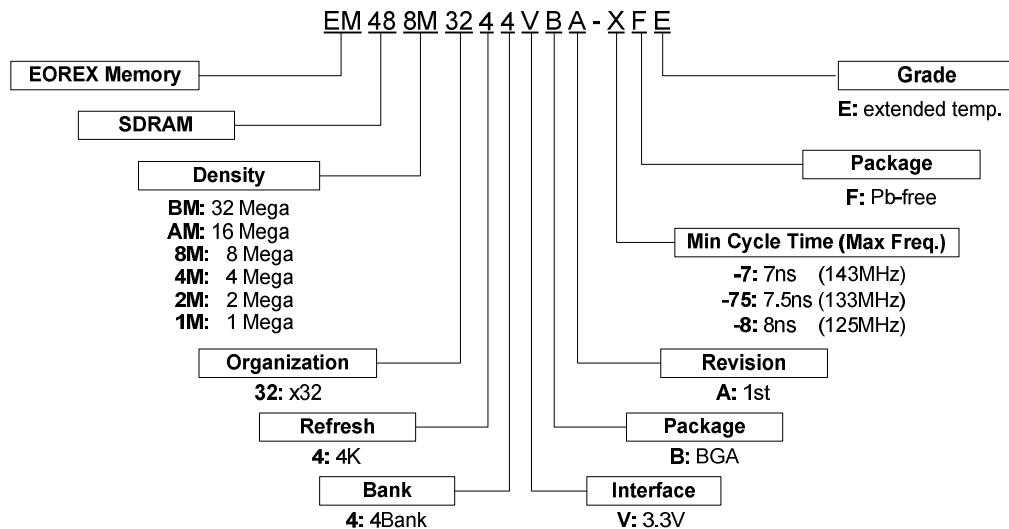 EM 48 8M 32 4 4 V B A - X F E
EOREX Memory
Grade
E: extended temp.
SDRAM
Density
BM: 32 Mega
AM: 16 Mega
8M: 8 Mega
4M: 4 Mega
2M: 2 Mega
1M: 1 Mega
Package
F: Pb-free
Min Cycle Time (Max Freq.)
-7: 7ns (143MHz)
-75: 7.5ns (133MHz)
-8: 8ns (125MHz)
Organization
32: x32
Revision
A: 1st
Refresh
4: 4K
Package
B: BGA
Bank
4: 4Bank
Interface
V: 3.3V